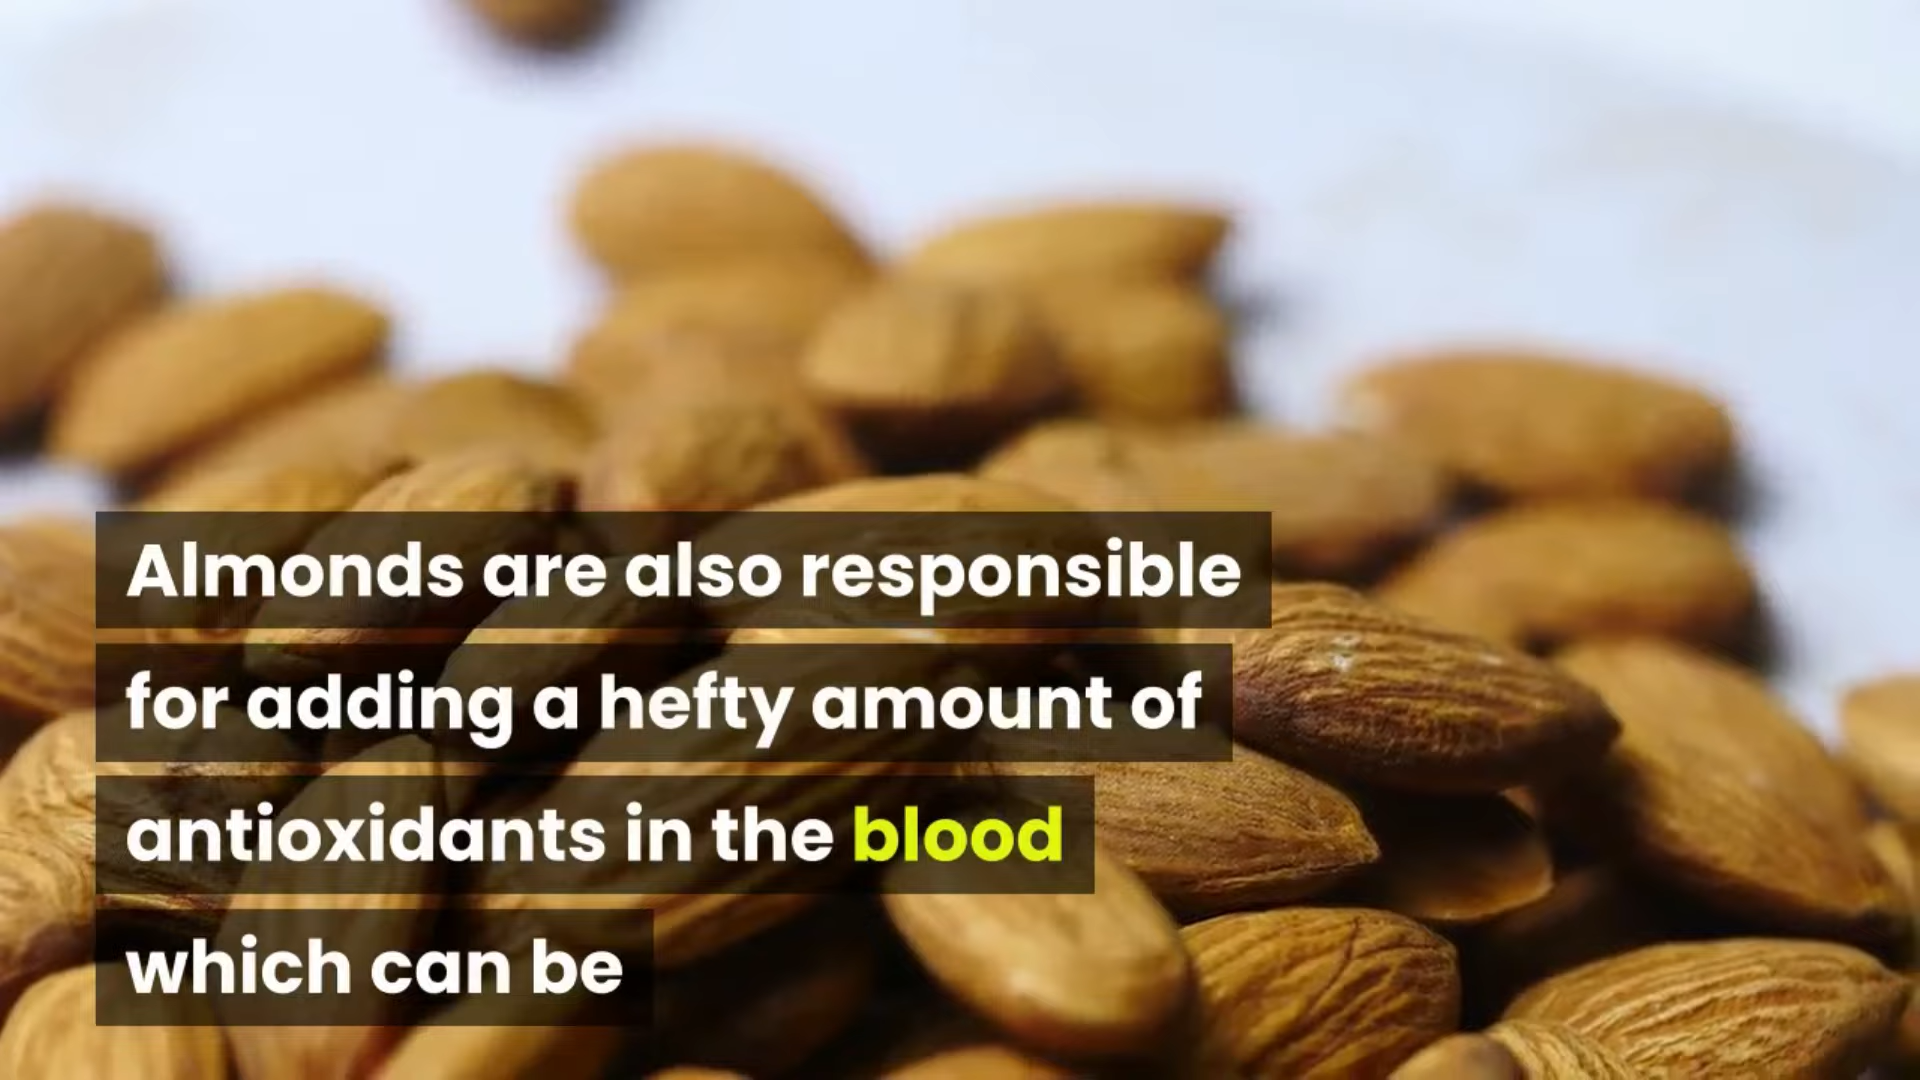 Almonds are also responsible
for adding a hefty amount of
antioxidants in the blood
which can be